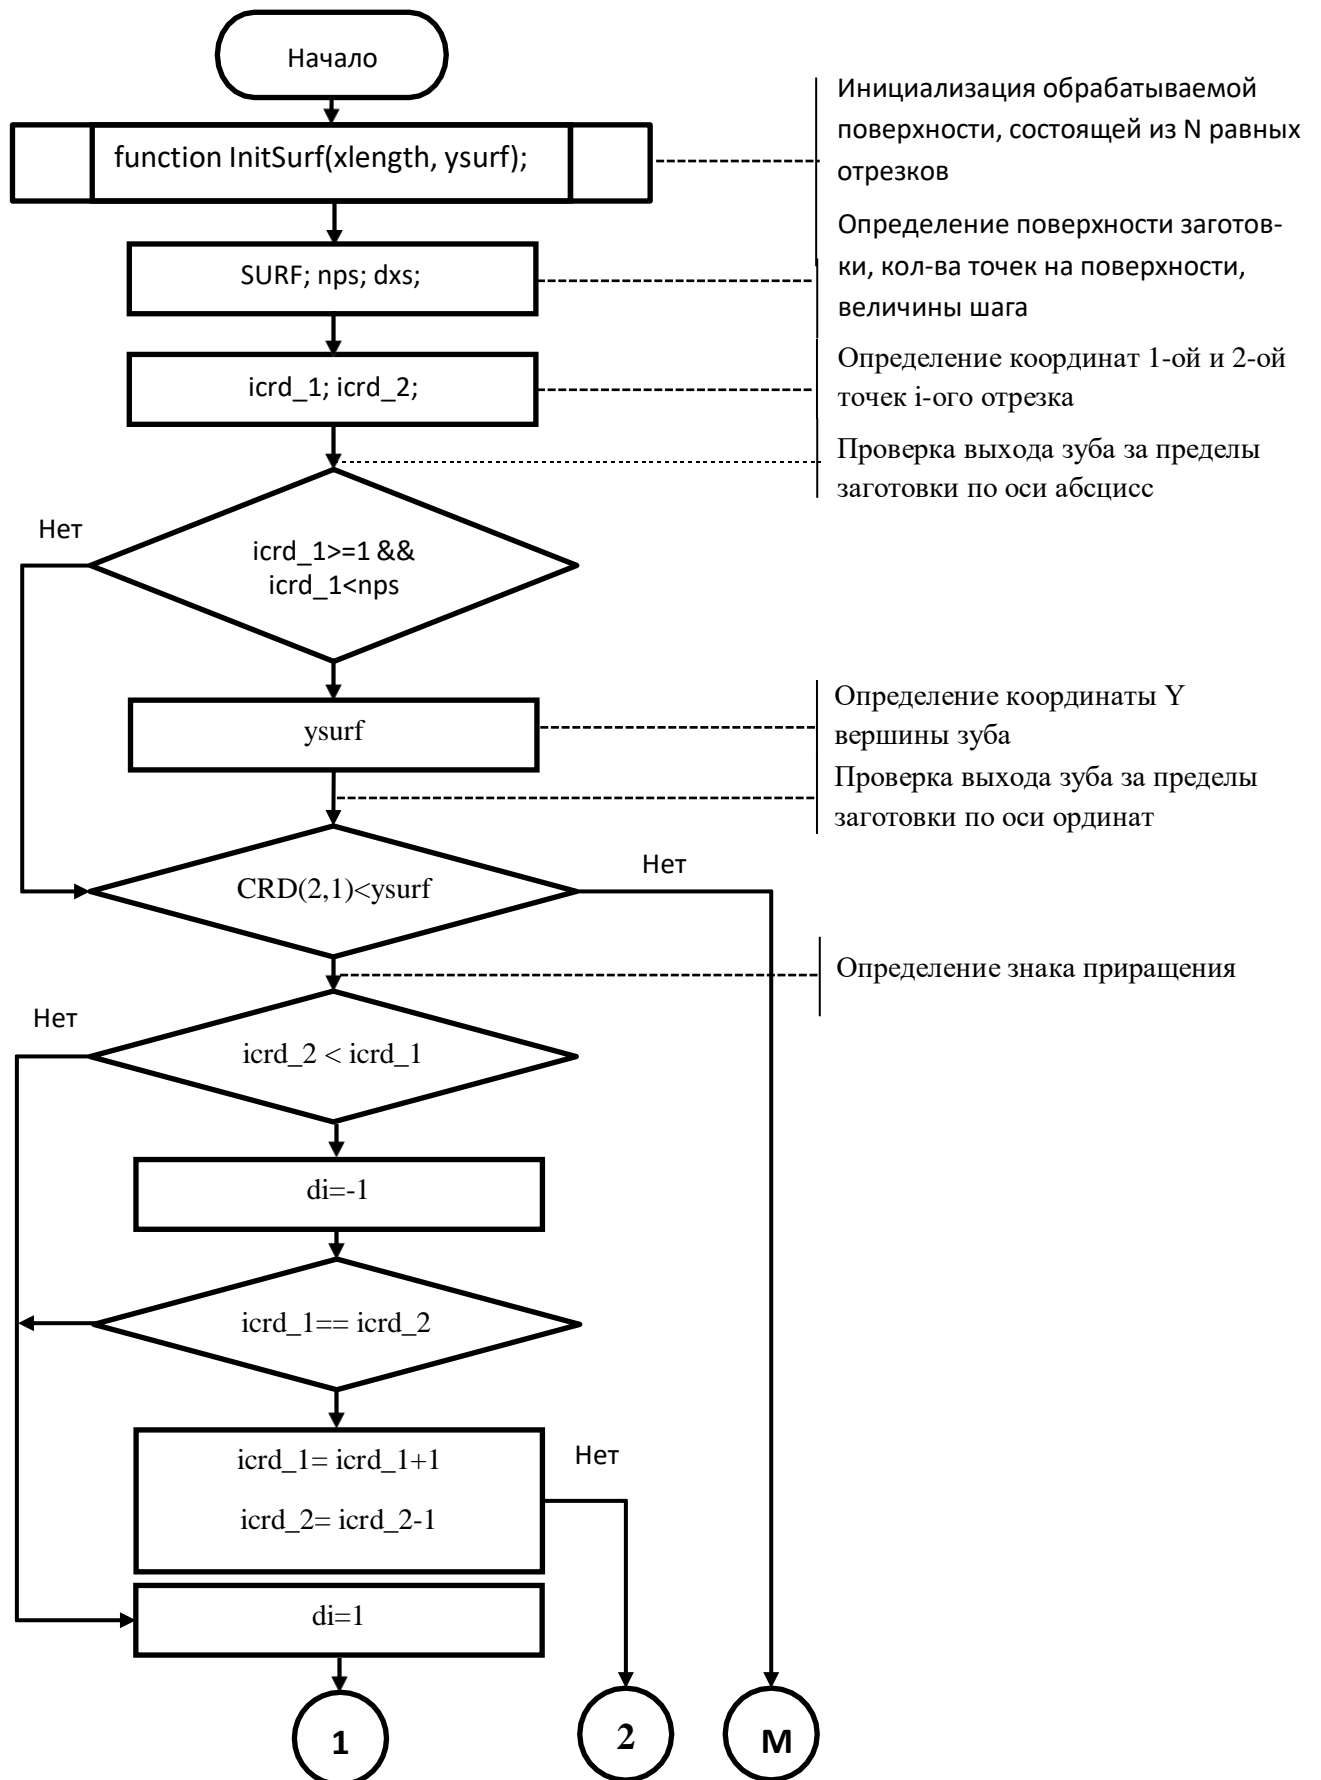 Начало
function InitSurf(xlength, ysurf);
Инициализация обрабатываемой
поверхности, состоящей из N равных
отрезков
SURF; nps; dxs;
Определение поверхности заготов-
ки, кол-ва точек на поверхности,
величины шага
icrd_1; icrd_2;
Определение координат 1-ой и 2-ой
точек i-ого отрезка
Проверка выхода зуба за пределы
заготовки по оси абсцисс
Нет
icrd_1>=1 &&
icrd_1<nps
ysurf
Определение координаты Y
вершины зуба
Проверка выхода зуба за пределы
заготовки по оси ординат
Нет
CRD(2,1)<ysurf
Определение знака приращения
Нет
icrd_2 < icrd_1
di=-1
icrd_1== icrd_2
icrd_1= icrd_1+1
icrd_2= icrd_2-1
Нет
di=1
1
2
М